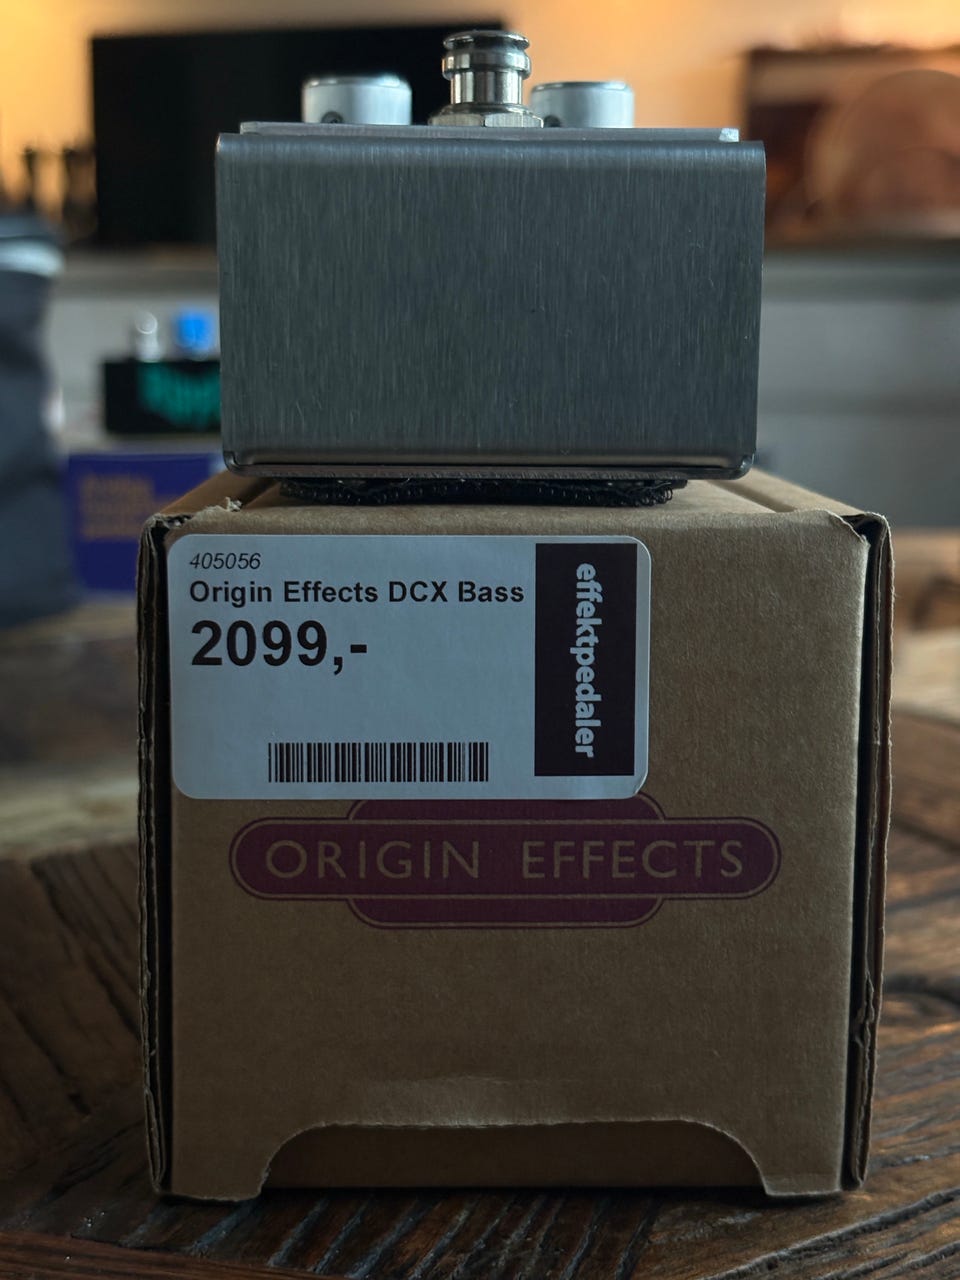 405056
Origin Effects DCX Bass
2099,-
effektpedaler
ORIGIN EFFECTS